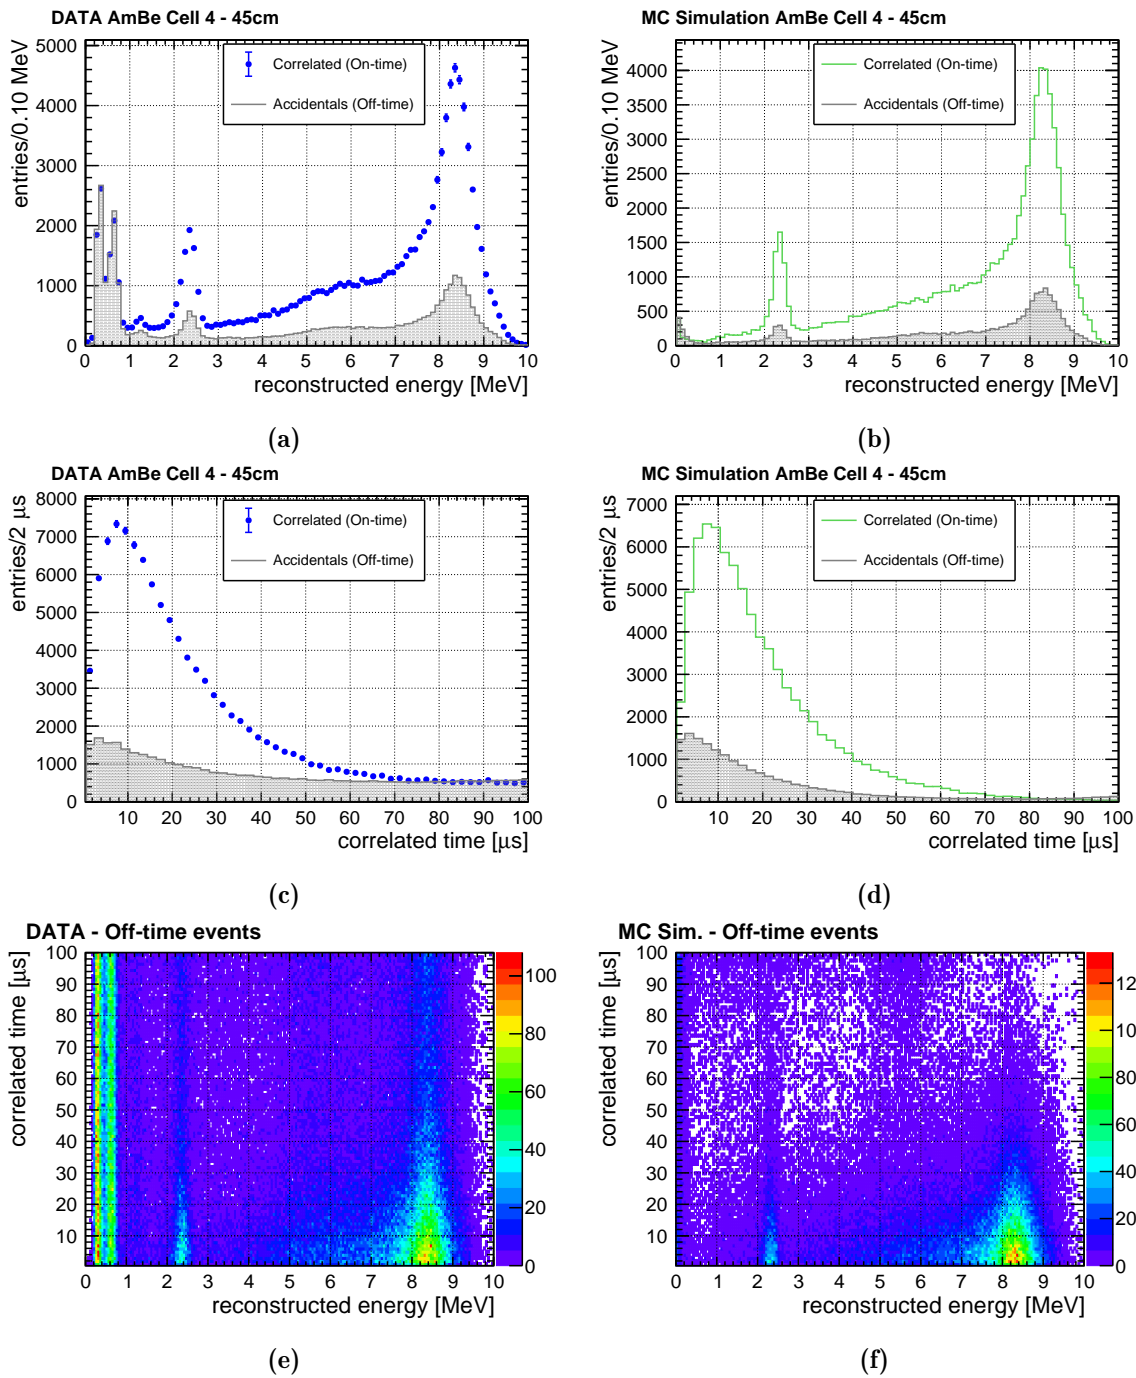 DATA AmBe Cell 4 - 45cm
entries/0.10 MeV
5000
4000
3000
2000
1000
0
Correlated (On-time)
Accidentals (Off-time)
0 1 2 3 4 5 6 7 8 9 10
reconstructed energy [MeV]
(a)
MC Simulation AmBe Cell 4 - 45cm
entries/0.10 MeV
4000
3500
3000
2500
2000
1500
1000
500
0
Correlated (On-time)
Accidentals (Off-time)
0 1 2 3 4 5 6 7 8 9 10
reconstructed energy [MeV]
(b)
DATA AmBe Cell 4 - 45cm
entries/2 μs
8000
7000
6000
5000
4000
3000
2000
1000
0
Correlated (On-time)
Accidentals (Off-time)
10 20 30 40 50 60 70 80 90 100
correlated time [μs]
(c)
MC Simulation AmBe Cell 4 - 45cm
entries/2 μs
7000
6000
5000
4000
3000
2000
1000
0
Correlated (On-time)
Accidentals (Off-time)
10 20 30 40 50 60 70 80 90 100
correlated time [μs]
(d)
DATA - Off-time events
correlated time [μs]
100
90
80
70
60
50
40
30
20
10
0 1 2 3 4 5 6 7 8 9 10
reconstructed energy [MeV]
100
80
60
40
20
0
(e)
MC Sim. - Off-time events
correlated time [μs]
100
90
80
70
60
50
40
30
20
10
0 1 2 3 4 5 6 7 8 9 10
reconstructed energy [MeV]
12
100
80
60
40
20
0
(f)